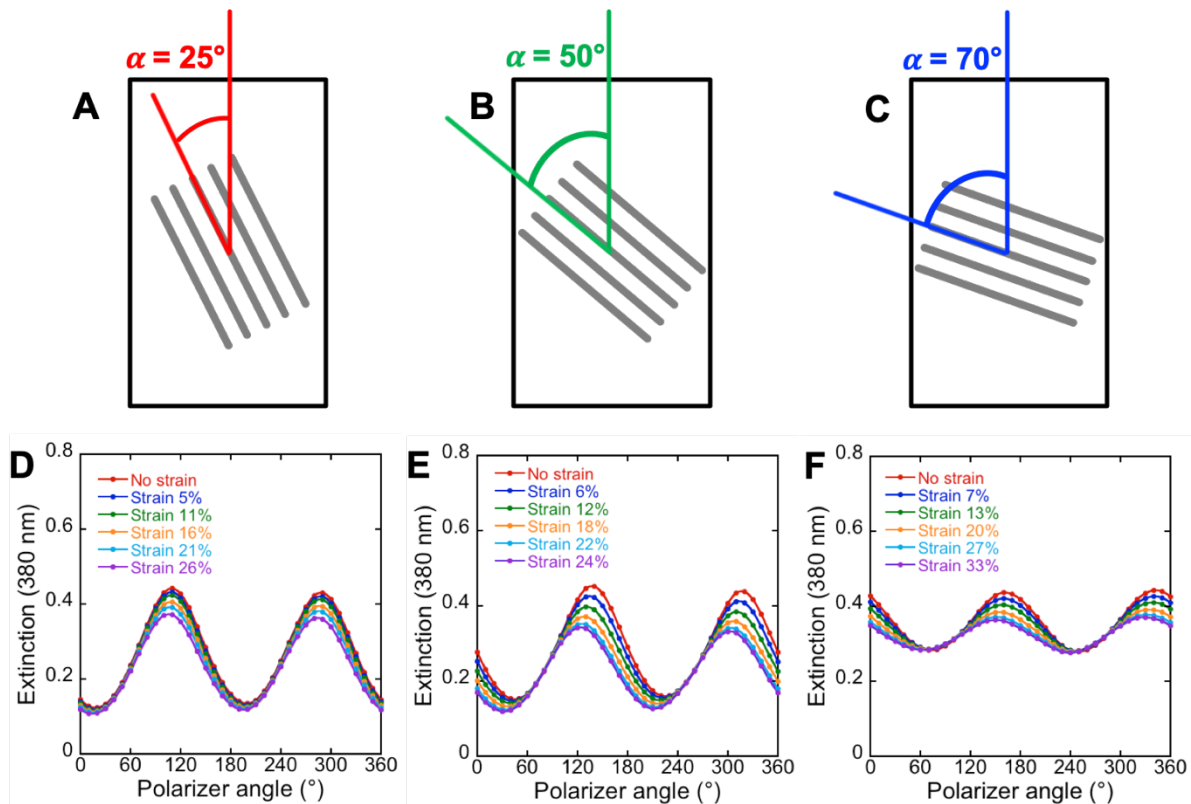 α = 25°
α = 50°
α = 70°
A
B
C
D
Extinction (380 nm)
0.8
0.6
0.4
0.2
0
No strain
Strain 5%
Strain 11%
Strain 16%
Strain 21%
Strain 26%
0 60 120 180 240 300 360
Polarizer angle (°)
E
Extinction (380 nm)
0.8
0.6
0.4
0.2
0
No strain
Strain 6%
Strain 12%
Strain 18%
Strain 22%
Strain 24%
0 60 120 180 240 300 360
Polarizer angle (°)
F
Extinction (380 nm)
0.8
0.6
0.4
0.2
0
No strain
Strain 7%
Strain 13%
Strain 20%
Strain 27%
Strain 33%
0 60 120 180 240 300 360
Polarizer angle (°)